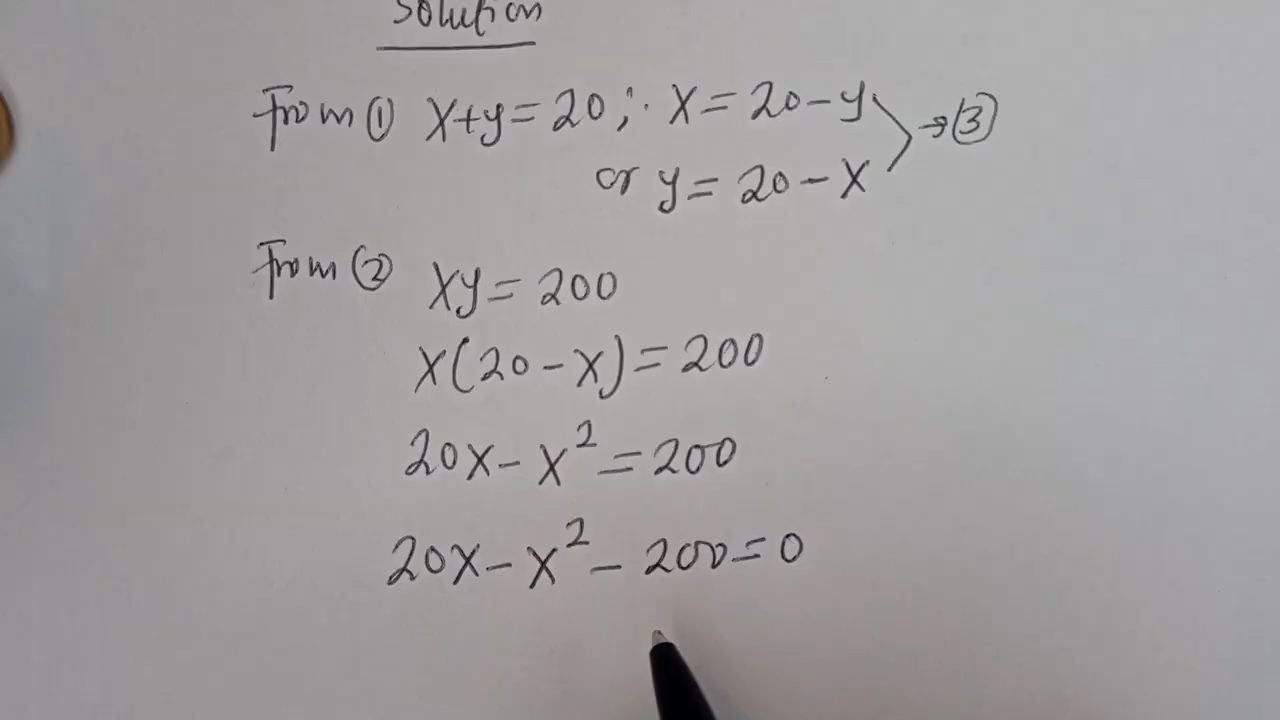 Solution
From ① X+y=20; ∴ X=20-y → ③
or y=20-X
From ② Xy=200
X(20-X)=200
20X-X²=200
20X-X²-200=0